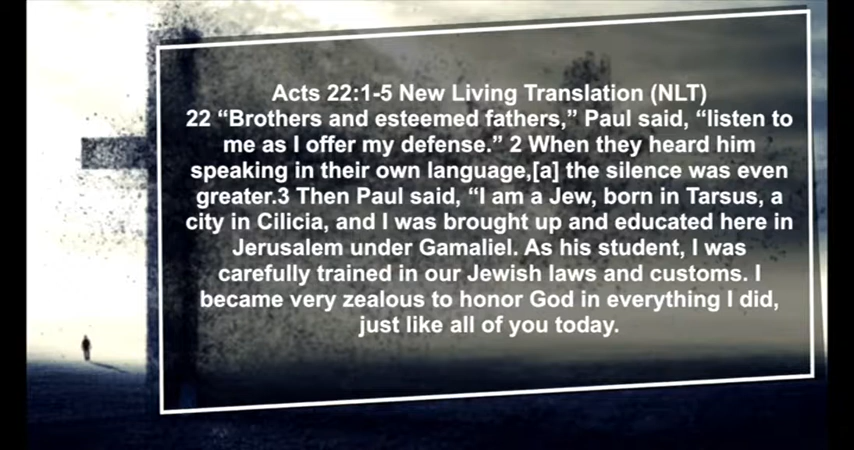 Acts 22:1-5 New Living Translation (NLT)
22 “Brothers and esteemed fathers,” Paul said, “listen to
me as I offer my defense.” 2 When they heard him
speaking in their own language,[a] the silence was even
greater.3 Then Paul said, “I am a Jew, born in Tarsus, a
city in Cilicia, and I was brought up and educated here in
Jerusalem under Gamaliel. As his student, I was
carefully trained in our Jewish laws and customs. I
became very zealous to honor God in everything I did,
just like all of you today.